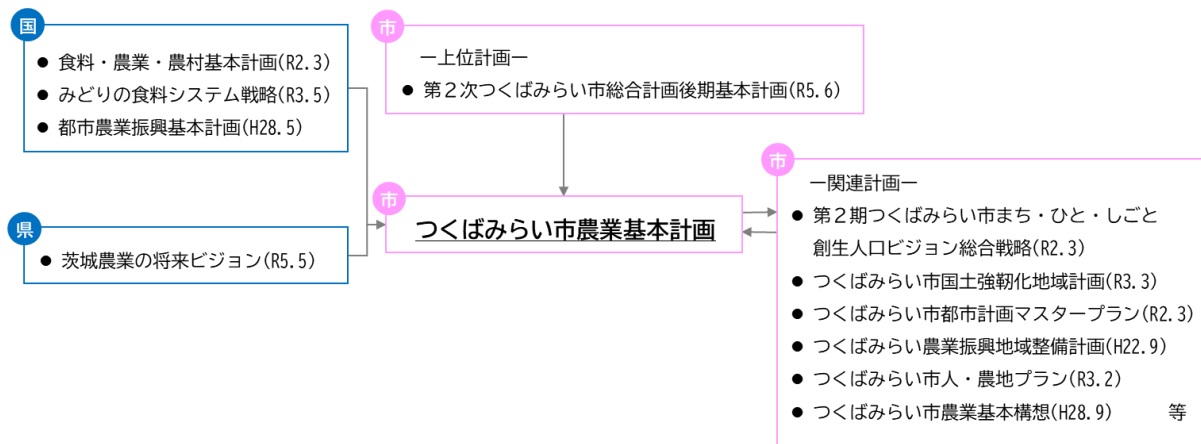 国
● 食料・農業・農村基本計画(R2.3)
● みどりの食料システム戦略(R3.5)
● 都市農業振興基本計画(H28.5)
県
● 茨城農業の将来ビジョン(R5.5)
市
ー上位計画ー
● 第２次つくばみらい市総合計画後期基本計画(R5.6)
市
つくばみらい市農業基本計画
市
ー関連計画ー
● 第２期つくばみらい市まち・ひと・しごと
創生人口ビジョン総合戦略(R2.3)
● つくばみらい市国土強靭化地域計画(R3.3)
● つくばみらい市都市計画マスタープラン(R2.3)
● つくばみらい農業振興地域整備計画(H22.9)
● つくばみらい市人・農地プラン(R3.2)
● つくばみらい市農業基本構想(H28.9)　　等